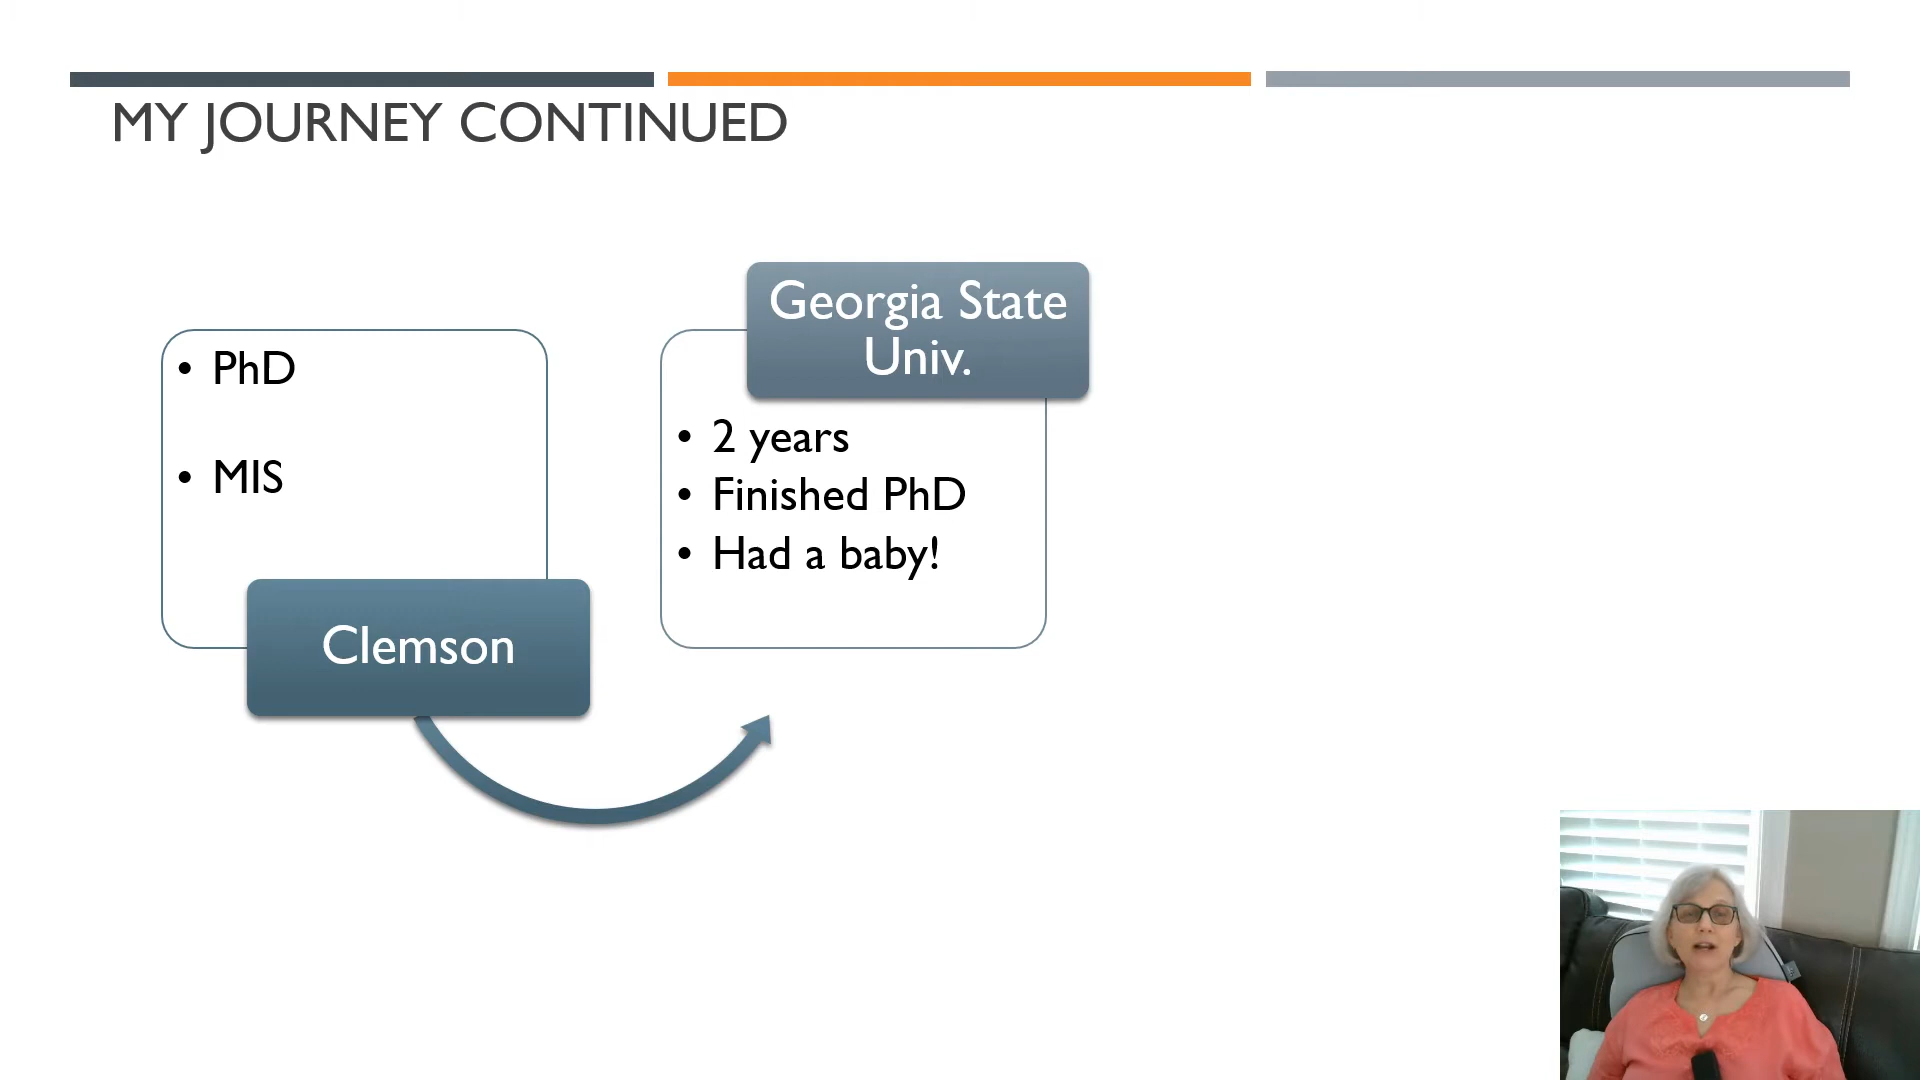 MY JOURNEY CONTINUED
• PhD
• MIS
Clemson
Georgia State
Univ.
• 2 years
• Finished PhD
• Had a baby!